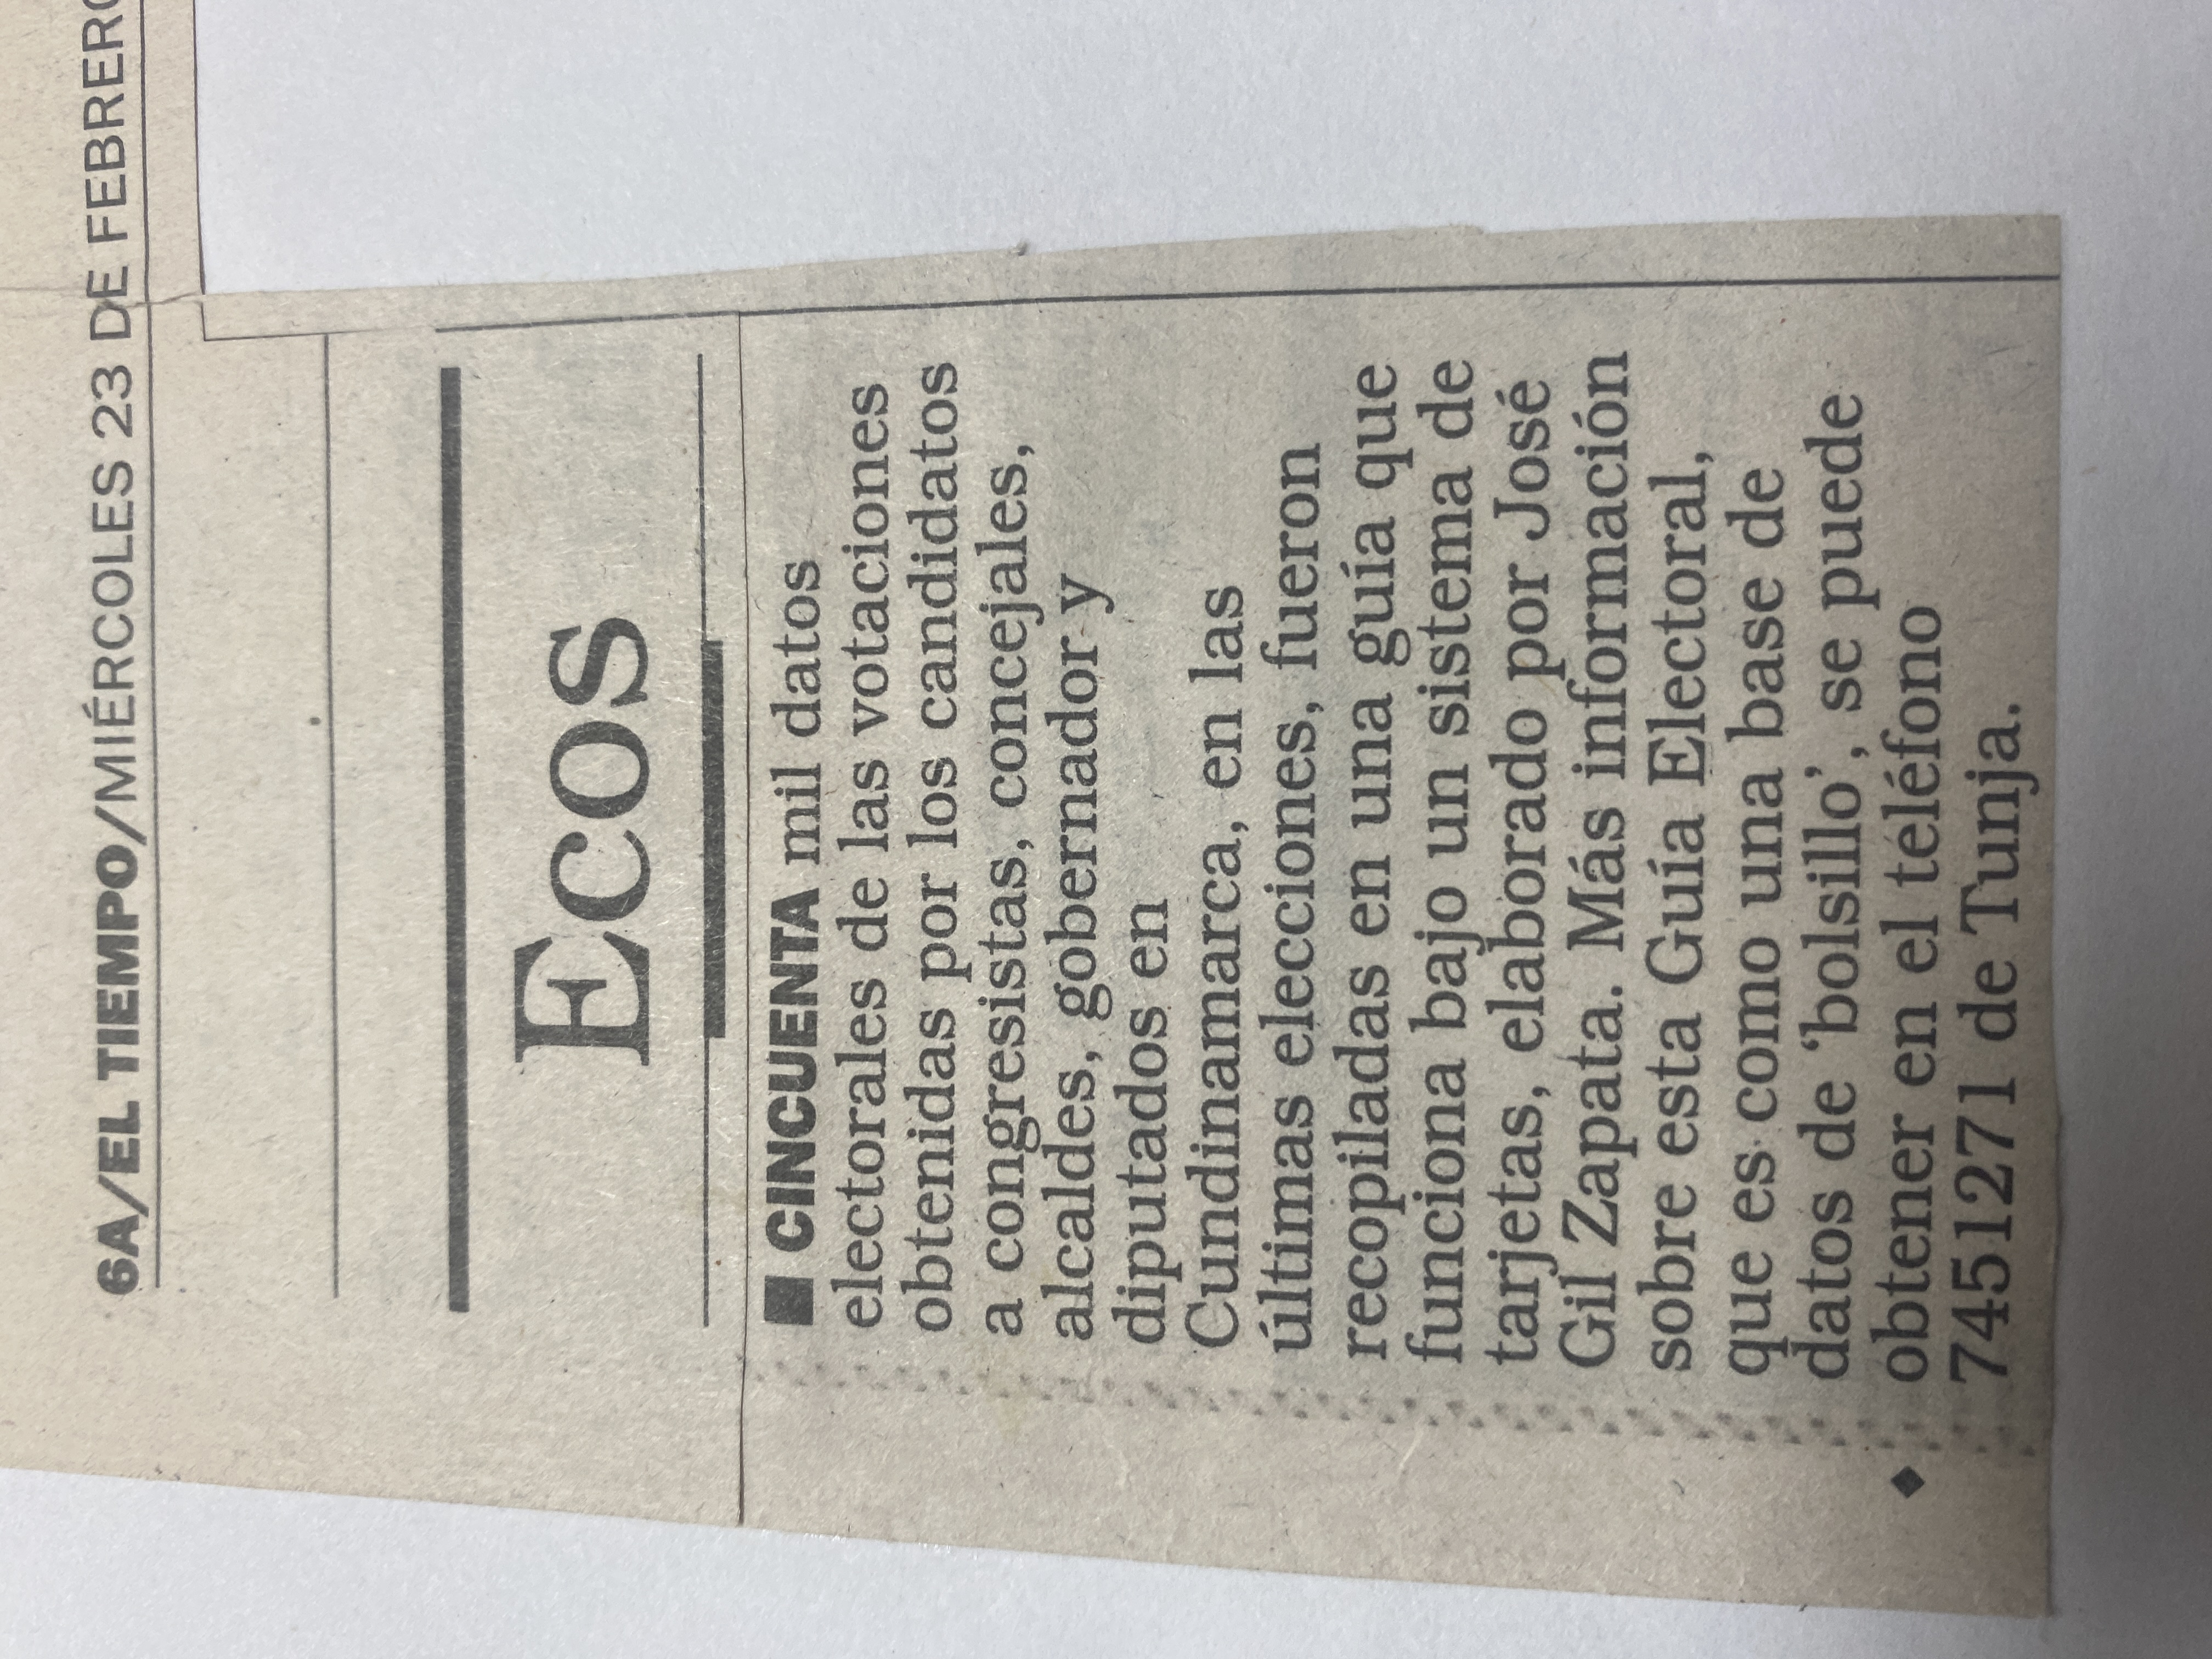 6A/EL TIEMPO/MIÉRCOLES 23 DE FEBRERO
Ecos
■ CINCUENTA mil datos
electorales de las votaciones
obtenidas por los candidatos
a congresistas, concejales,
alcaldes, gobernador y
diputados en
Cundinamarca, en las
últimas elecciones, fueron
recopiladas en una guía que
funciona bajo un sistema de
tarjetas, elaborado por José
Gil Zapata. Más información
sobre esta Guía Electoral,
que es como una base de
datos de ‘bolsillo’, se puede
obtener en el teléfono
7451271 de Tunja.